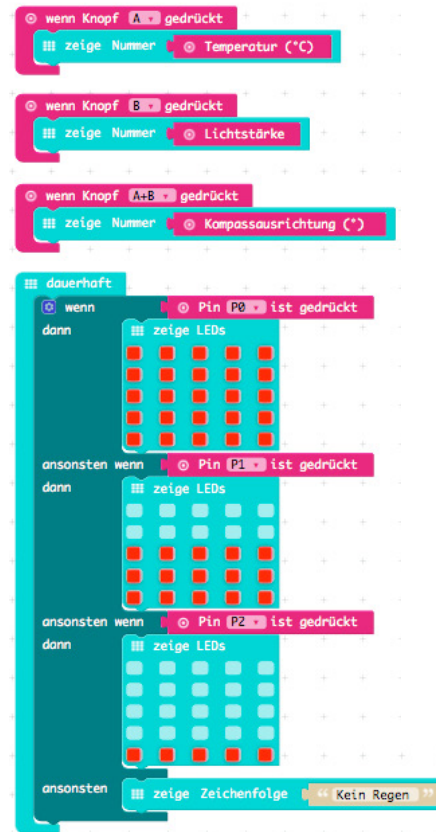 wenn Knopf A gedrückt
zeige Nummer Temperatur (°C)
wenn Knopf B gedrückt
zeige Nummer Lichtstärke
wenn Knopf A+B gedrückt
zeige Nummer Kompassausrichtung (°)
dauerhaft
wenn Pin P0 ist gedrückt
dann zeige LEDs
ansonsten wenn Pin P1 ist gedrückt
dann zeige LEDs
ansonsten wenn Pin P2 ist gedrückt
dann zeige LEDs
ansonsten zeige Zeichenfolge “ Kein Regen ”